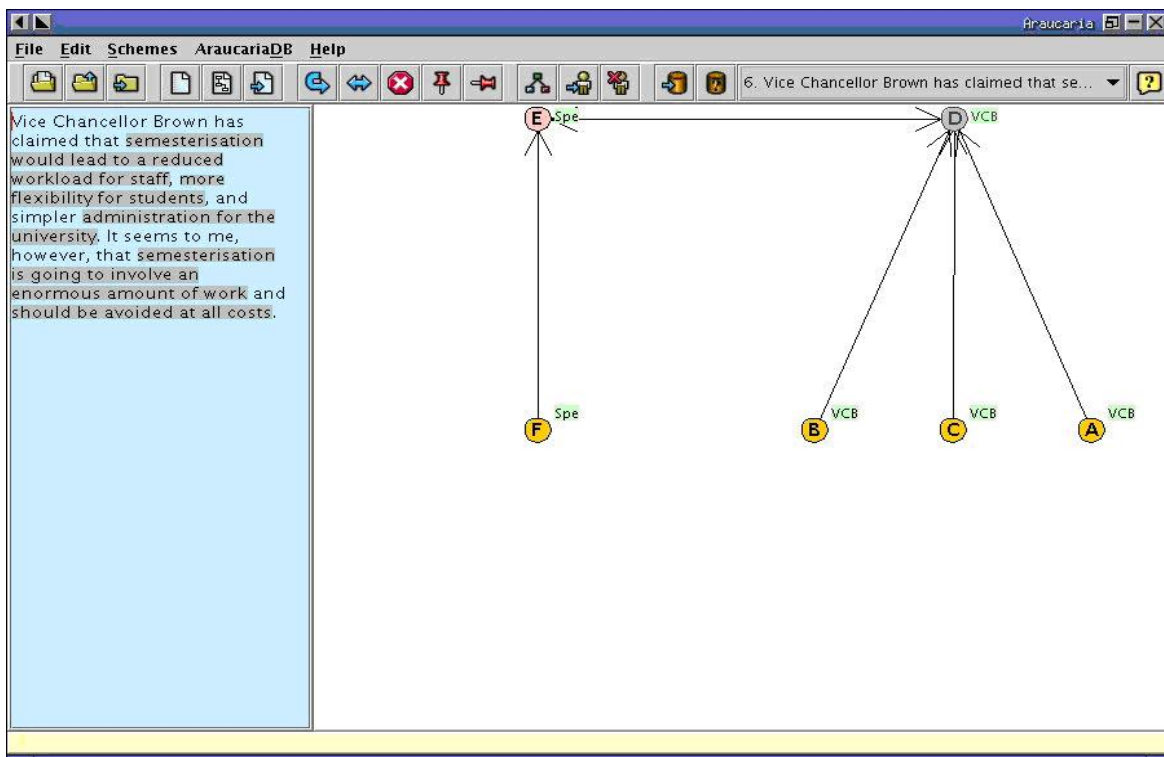 Araucaria
File Edit Schemes AraucariaDB Help
6. Vice Chancellor Brown has claimed that se...
?
Vice Chancellor Brown has
claimed that semesterisation
would lead to a reduced
workload for staff, more
flexibility for students, and
simpler administration for the
university. It seems to me,
however, that semesterisation
is going to involve an
enormous amount of work and
should be avoided at all costs.
E Spe D VCB
F Spe B VCB C VCB A VCB